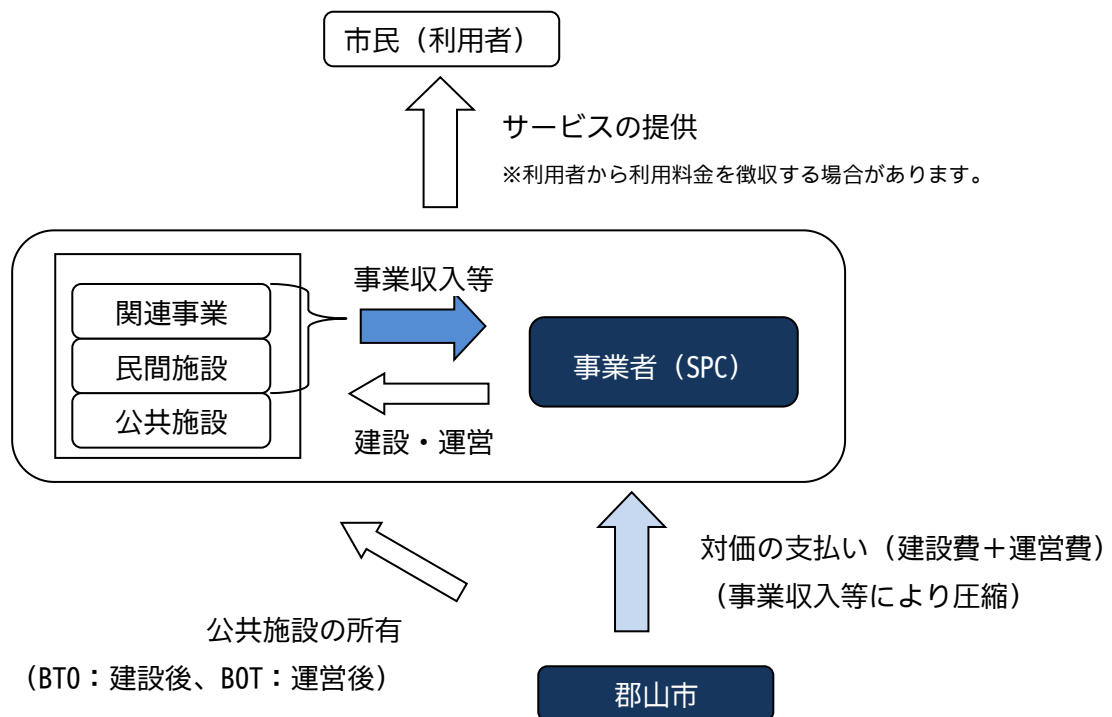 市民（利用者）
サービスの提供
※利用者から利用料金を徴収する場合があります。
事業収入等
関連事業
民間施設
公共施設
事業者（SPC）
建設・運営
対価の支払い（建設費＋運営費）
（事業収入等により圧縮）
公共施設の所有
（BTO：建設後、BOT：運営後）
郡山市